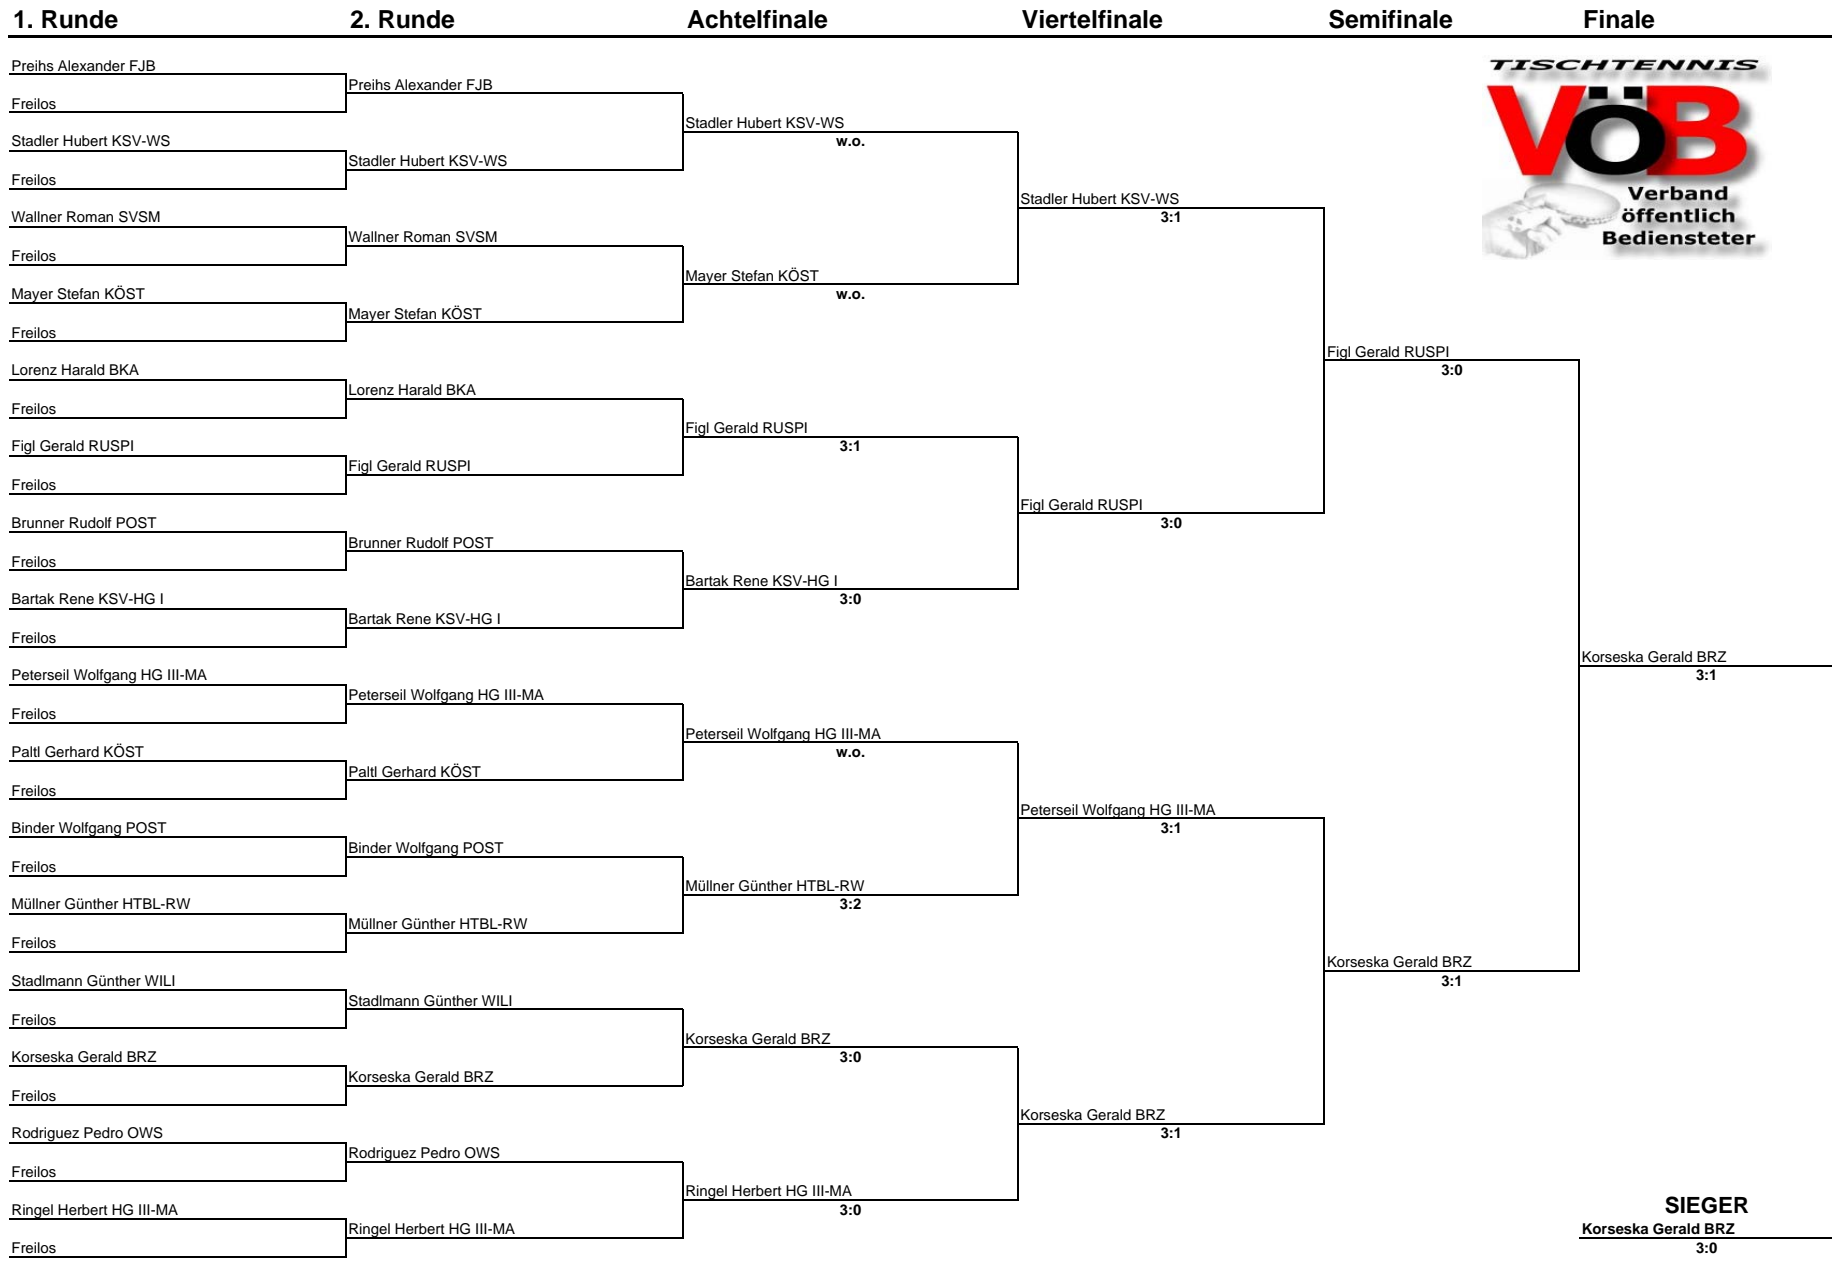 1. Runde 2. Runde Achtelfinale Viertelfinale Semifinale Finale
TISCHTENNIS
VÖB
Verband
öffentlich
Bediensteter
Preihs Alexander FJB
Preihs Alexander FJB
Freilos
Stadler Hubert KSV-WS
w.o.
Stadler Hubert KSV-WS
Stadler Hubert KSV-WS
Freilos
Stadler Hubert KSV-WS
3:1
Wallner Roman SVSM
Wallner Roman SVSM
Freilos
Mayer Stefan KÖST
w.o.
Mayer Stefan KÖST
Mayer Stefan KÖST
Freilos
Figl Gerald RUSPI
3:0
Lorenz Harald BKA
Lorenz Harald BKA
Freilos
Figl Gerald RUSPI
3:1
Figl Gerald RUSPI
Figl Gerald RUSPI
Freilos
Figl Gerald RUSPI
3:0
Brunner Rudolf POST
Brunner Rudolf POST
Freilos
Bartak Rene KSV-HG I
3:0
Bartak Rene KSV-HG I
Bartak Rene KSV-HG I
Freilos
Korseska Gerald BRZ
3:1
Peterseil Wolfgang HG III-MA
Peterseil Wolfgang HG III-MA
Freilos
Peterseil Wolfgang HG III-MA
w.o.
Paltl Gerhard KÖST
Paltl Gerhard KÖST
Freilos
Peterseil Wolfgang HG III-MA
3:1
Binder Wolfgang POST
Binder Wolfgang POST
Freilos
Müllner Günther HTBL-RW
3:2
Müllner Günther HTBL-RW
Müllner Günther HTBL-RW
Freilos
Korseska Gerald BRZ
3:1
Stadlmann Günther WILI
Stadlmann Günther WILI
Freilos
Korseska Gerald BRZ
3:0
Korseska Gerald BRZ
Korseska Gerald BRZ
Freilos
Korseska Gerald BRZ
3:1
Rodriguez Pedro OWS
Rodriguez Pedro OWS
Freilos
Ringel Herbert HG III-MA
3:0
Ringel Herbert HG III-MA
Ringel Herbert HG III-MA
Freilos
SIEGER
Korseska Gerald BRZ
3:0